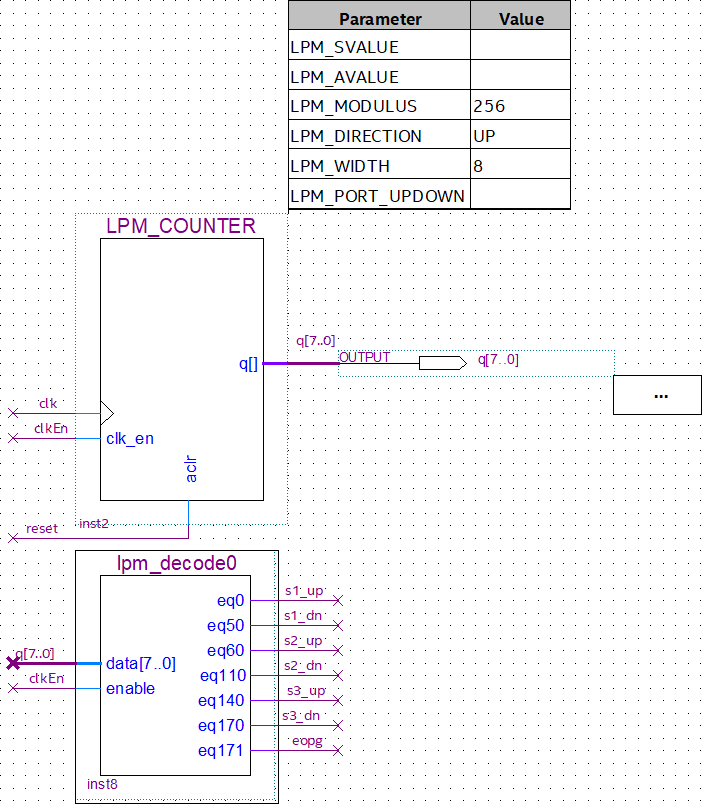 Parameter Value
LPM_SVALUE
LPM_AVALUE
LPM_MODULUS 256
LPM_DIRECTION UP
LPM_WIDTH 8
LPM_PORT_UPDOWN
LPM_COUNTER
q[7..0]
q[] OUTPUT q[7..0]
...
clk
clkEn clk_en
aclr
reset inst2
lpm_decode0
eq0 s1_up
eq50 s1_dn
eq60 s2_up
q[7..0] data[7..0] eq110 s2_dn
clkEn enable eq140 s3_up
eq170 s3_dn
eq171 eopg
inst8